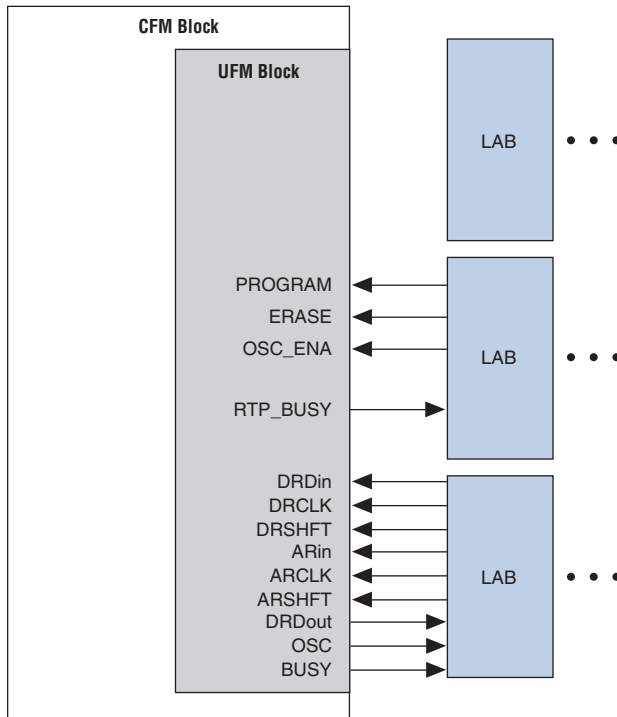 CFM Block
UFM Block
LAB
PROGRAM
ERASE
OSC_ENA
LAB
RTP_BUSY
DRDin
DRCLK
DRSHFT
ARin
LAB
ARCLK
ARSHFT
DRDout
OSC
BUSY